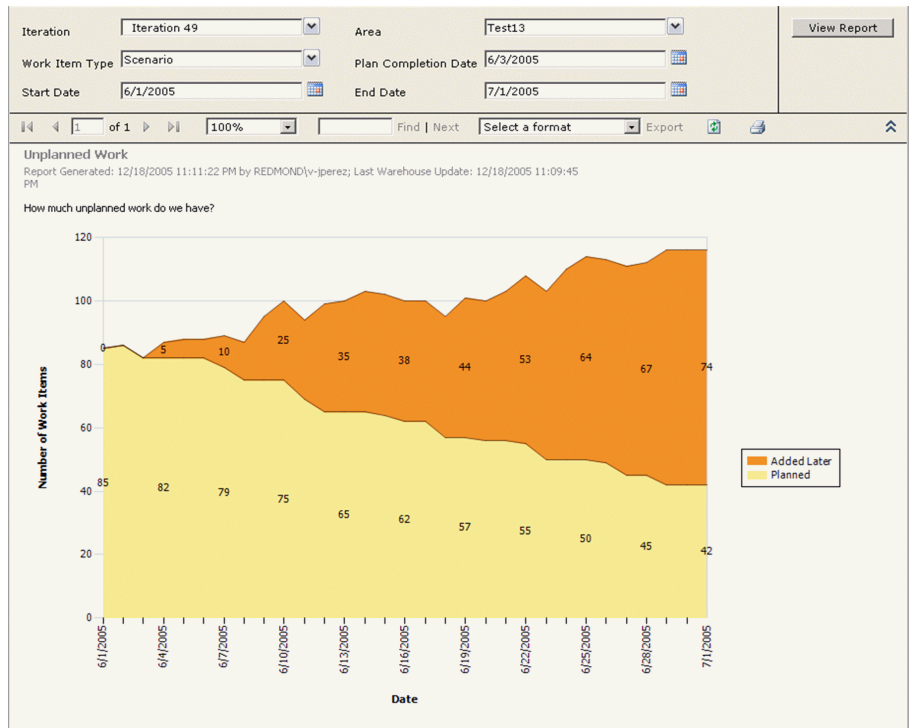 Iteration Iteration 49 Area Test13 View Report
Work Item Type Scenario Plan Completion Date 6/3/2005
Start Date 6/1/2005 End Date 7/1/2005
1 of 1 100% Find | Next Select a format Export
Unplanned Work
Report Generated: 12/18/2005 11:11:22 PM by REDMOND\v-jperez; Last Warehouse Update: 12/18/2005 11:09:45
PM
How much unplanned work do we have?
120
100
80
60
40
20
0
Number of Work Items
0 5 10 25 35 38 44 53 64 67 74
85 82 79 75 65 62 57 55 50 45 42
Added Later
Planned
6/1/2005 6/4/2005 6/7/2005 6/10/2005 6/13/2005 6/16/2005 6/19/2005 6/22/2005 6/25/2005 6/28/2005 7/1/2005
Date